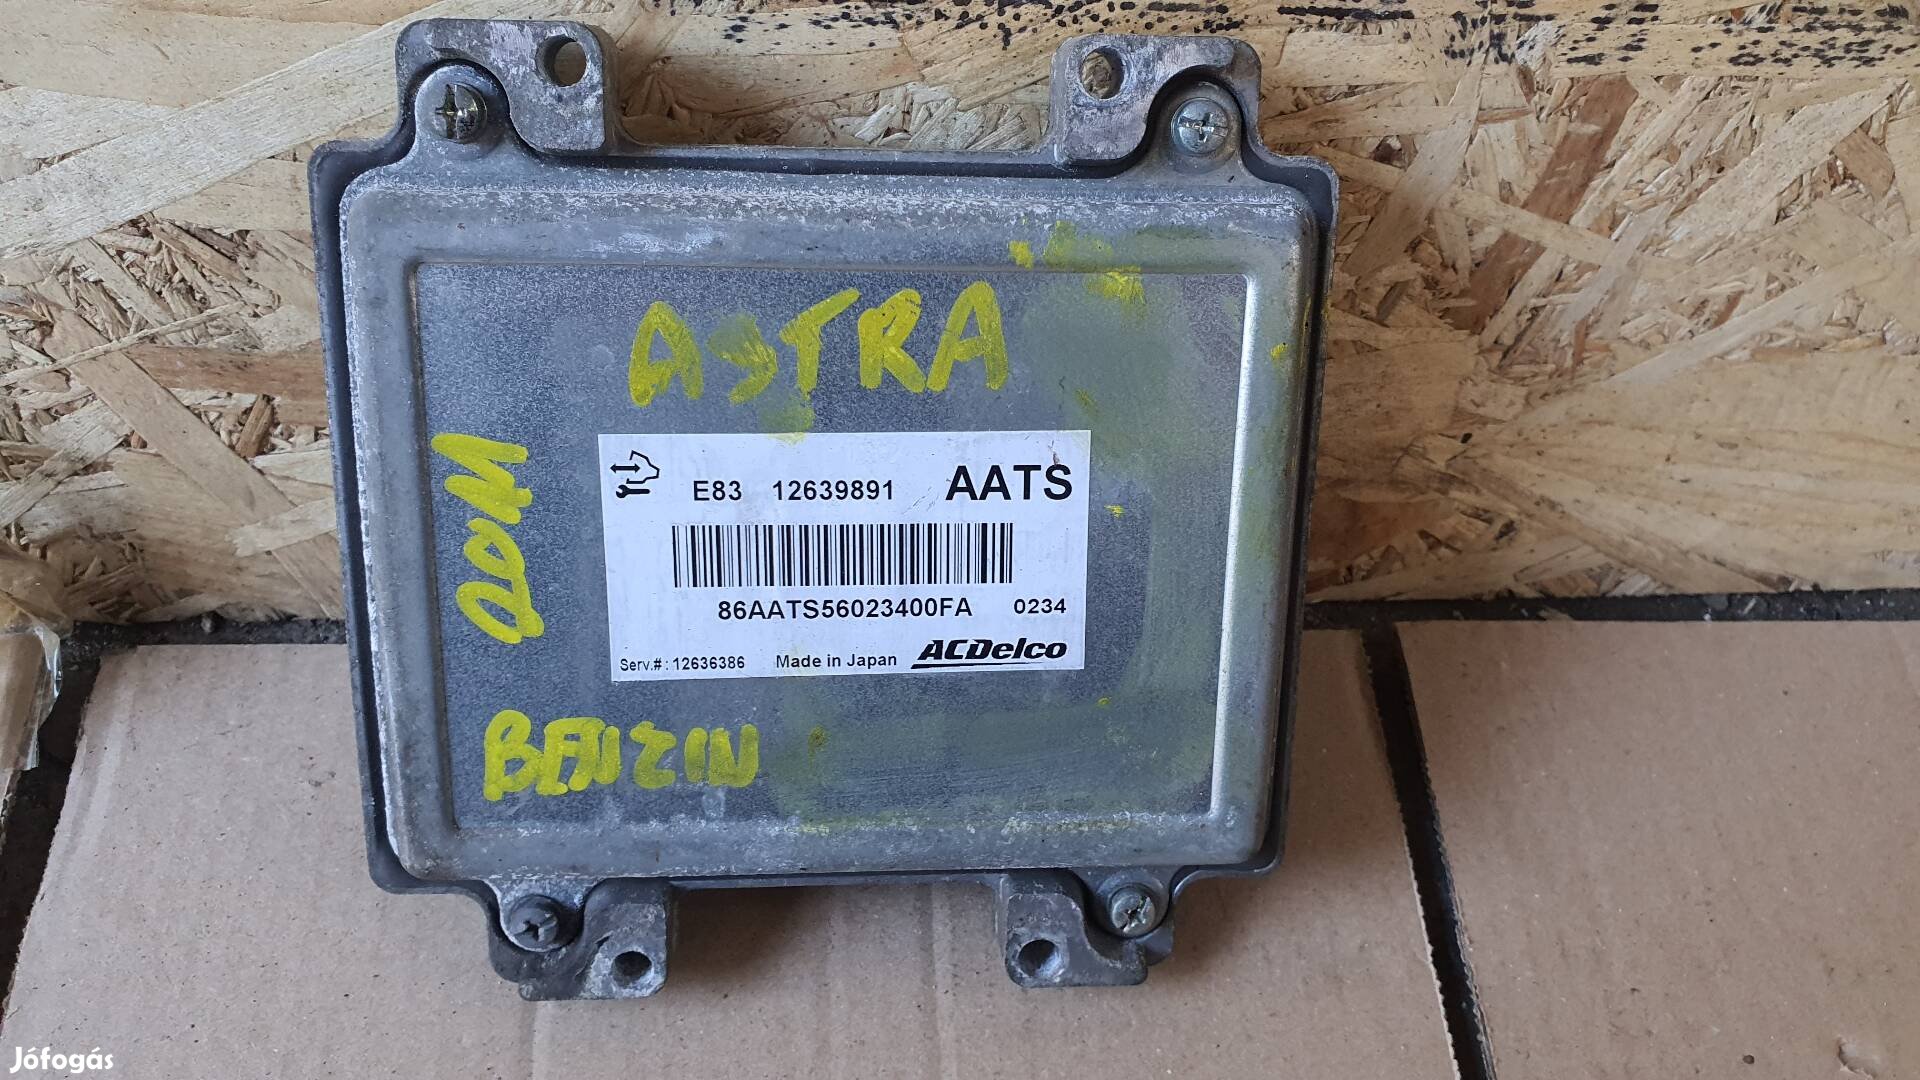 ASTRA
E83 12639891 AATS
86AATS56023400FA 0234
Serv.#: 12636386 Made in Japan ACDelco
BENZIN
Jófogás